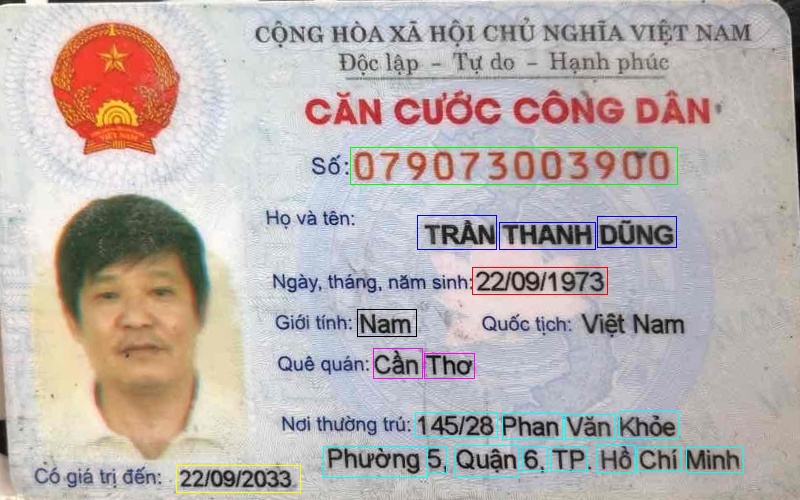 CỘNG HÒA XÃ HỘI CHỦ NGHĨA VIỆT NAM
Độc lập - Tự do - Hạnh phúc
CĂN CƯỚC CÔNG DÂN
Số: 079073003900
Họ và tên: TRẦN THANH DŨNG
Ngày, tháng, năm sinh: 22/09/1973
Giới tính: Nam Quốc tịch: Việt Nam
Quê quán: Cần Thơ
Nơi thường trú: 145/28 Phan Văn Khỏe
Phường 5, Quận 6, TP. Hồ Chí Minh
Có giá trị đến: 22/09/2033